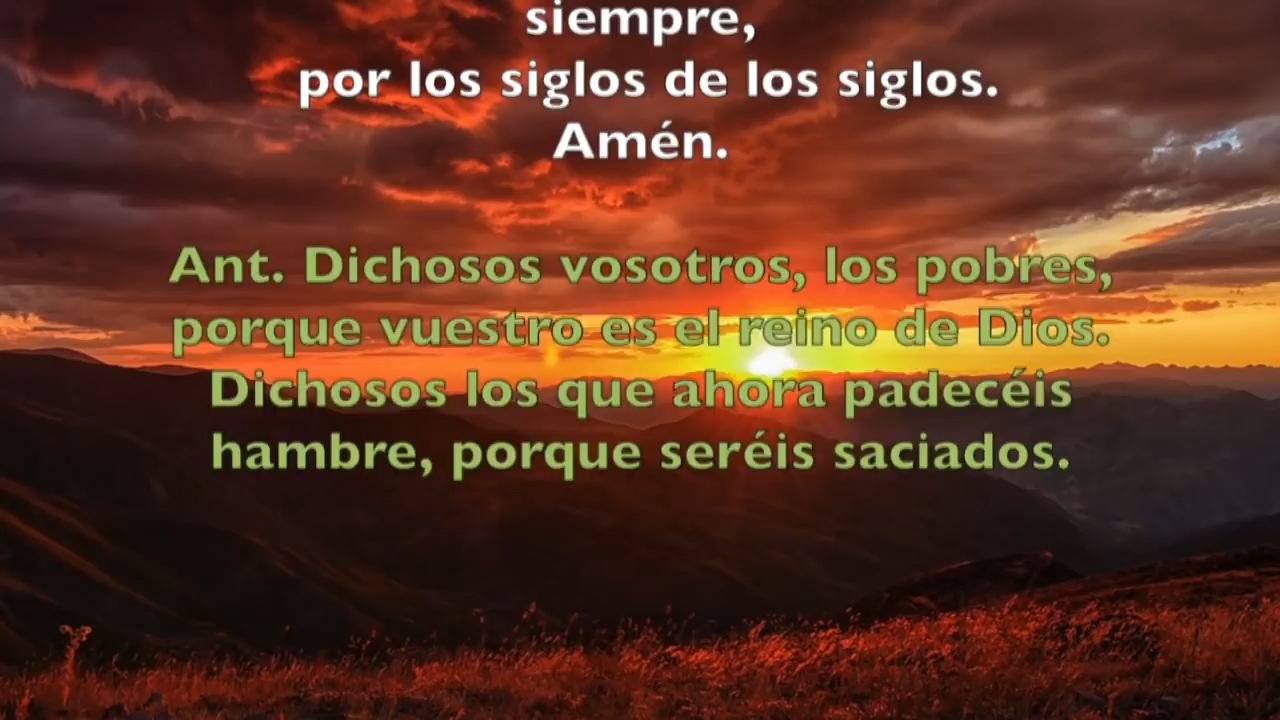 siempre,
por los siglos de los siglos.
Amén.
Ant. Dichosos vosotros, los pobres,
porque vuestro es el reino de Dios.
Dichosos los que ahora padecéis
hambre, porque seréis saciados.